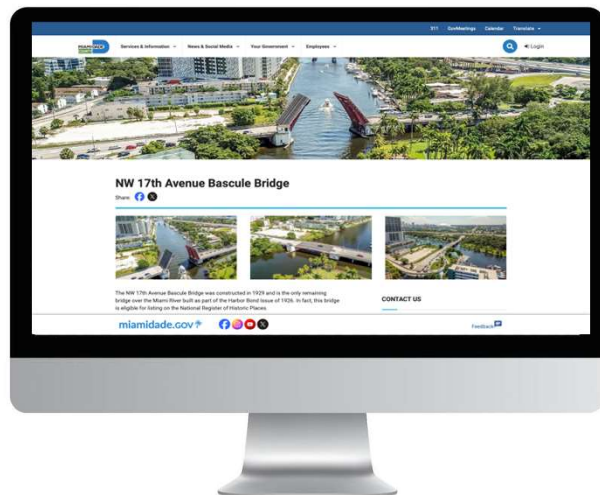 311 GovMeetings Calendar Translate
MIAMI-DADE
Services & Information News & Social Media Your Government Employees Login
NW 17th Avenue Bascule Bridge
Share
The NW 17th Avenue Bascule Bridge was constructed in 1929 and is the only remaining
bridge over the Miami River built as part of the Harbor Bond Issue of 1926. In fact, this bridge
is eligible for listing on the National Register of Historic Places.
CONTACT US
miamidade.gov
Feedback